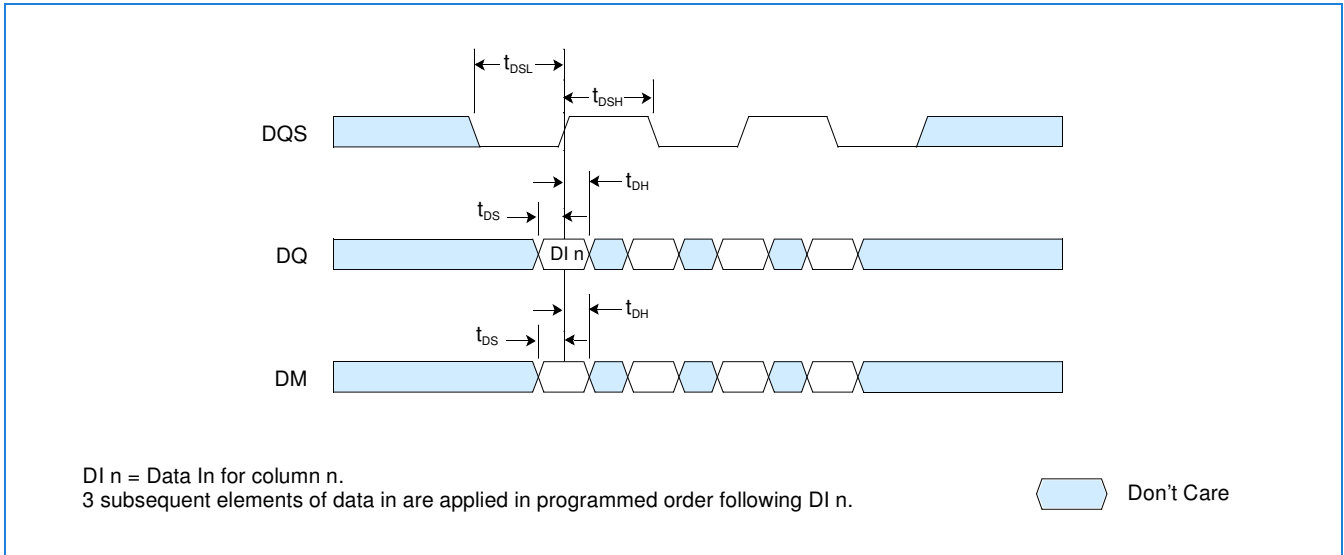 tDSL
tDSH
DQS
tDH
tDS
DQ
DI n
tDH
tDS
DM
DI n = Data In for column n.
3 subsequent elements of data in are applied in programmed order following DI n.
Don't Care